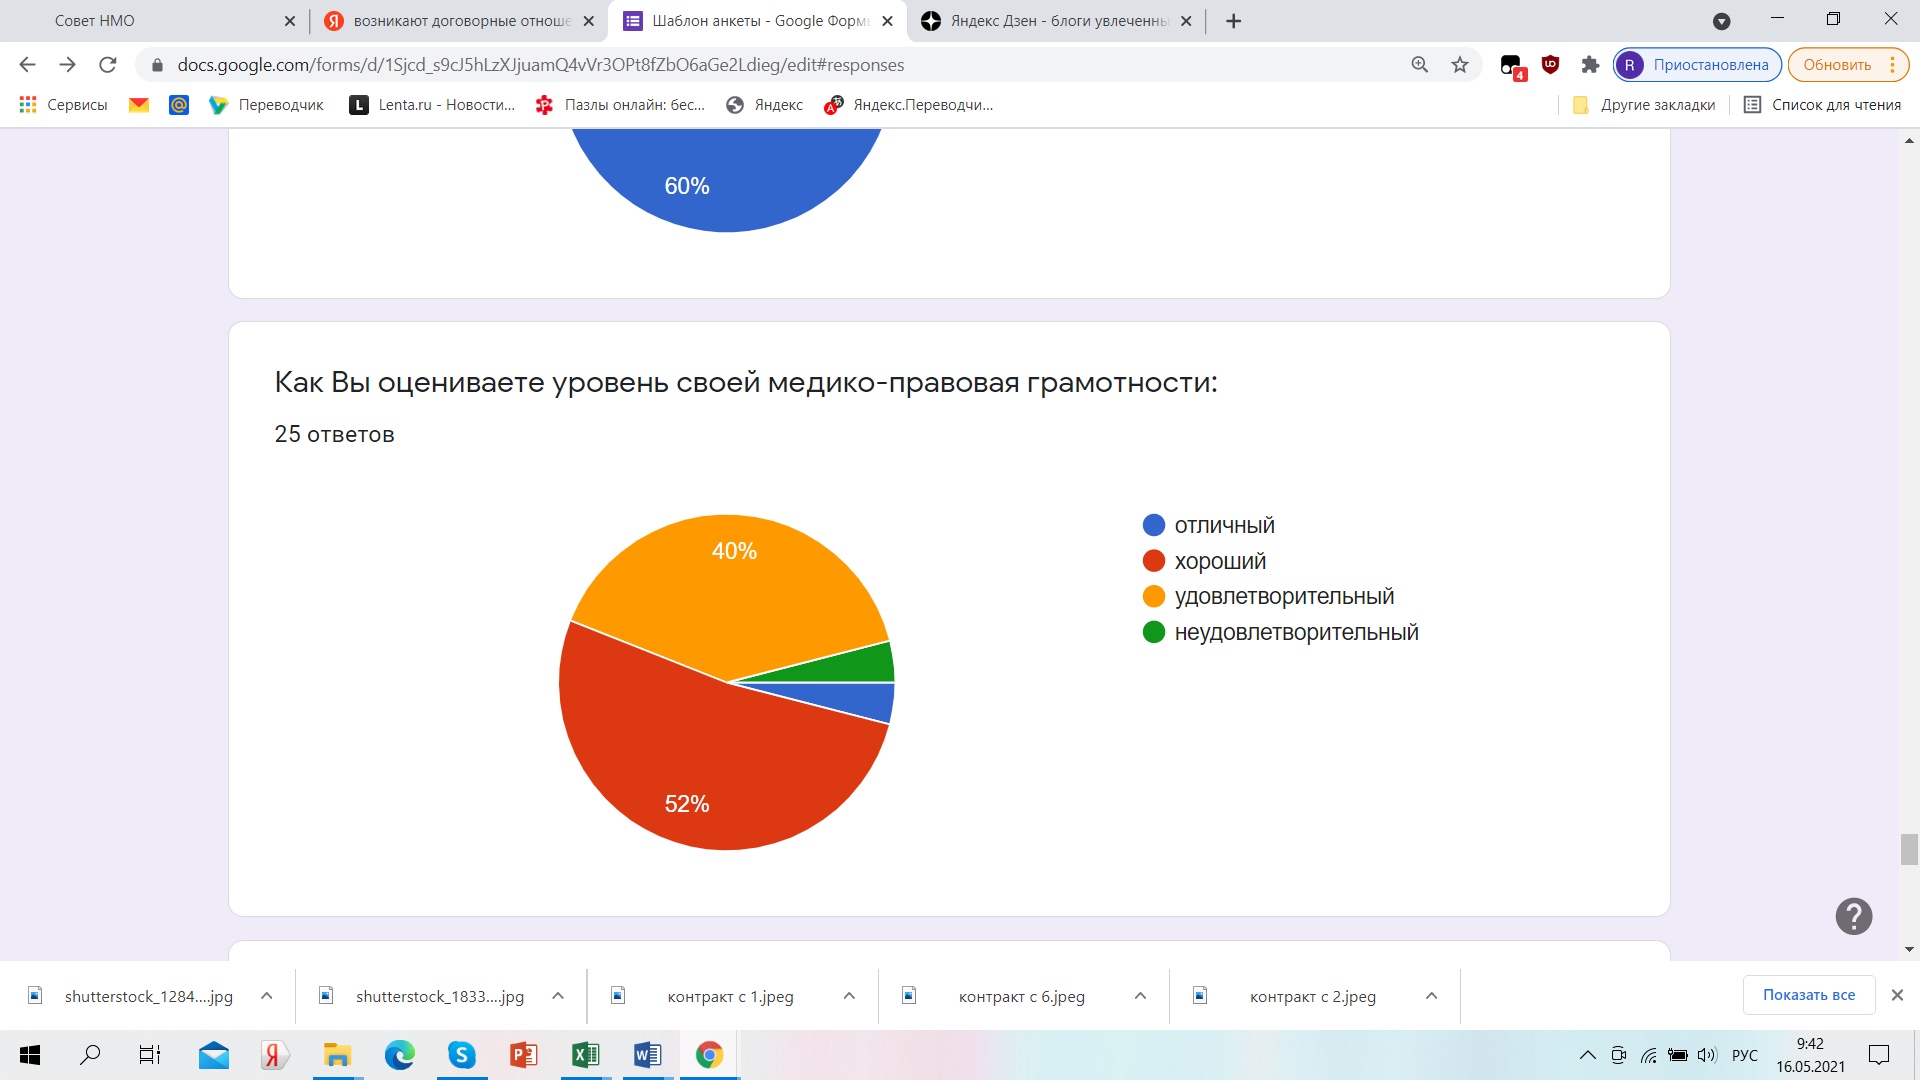 Совет НМО
возникают договорные отноше
Шаблон анкеты - Google Форм
Яндекс Дзен - блоги увлеченны
docs.google.com/forms/d/1Sjcd_s9cJ5hLzXJjuamQ4vVr3OPt8fZbO6aGe2Ldieg/edit#responses
4
R Приостановлена
Обновить
Сервисы
Переводчик
Lenta.ru - Новости...
Пазлы онлайн: бес...
Яндекс
Яндекс.Переводчи...
Другие закладки
Список для чтения
60%
Как Вы оцениваете уровень своей медико-правовая грамотности:
25 ответов
40%
52%
отличный
хороший
удовлетворительный
неудовлетворительный
shutterstock_1284....jpg
shutterstock_1833....jpg
контракт с 1.jpeg
контракт с 6.jpeg
контракт с 2.jpeg
Показать все
РУС
9:42
16.05.2021